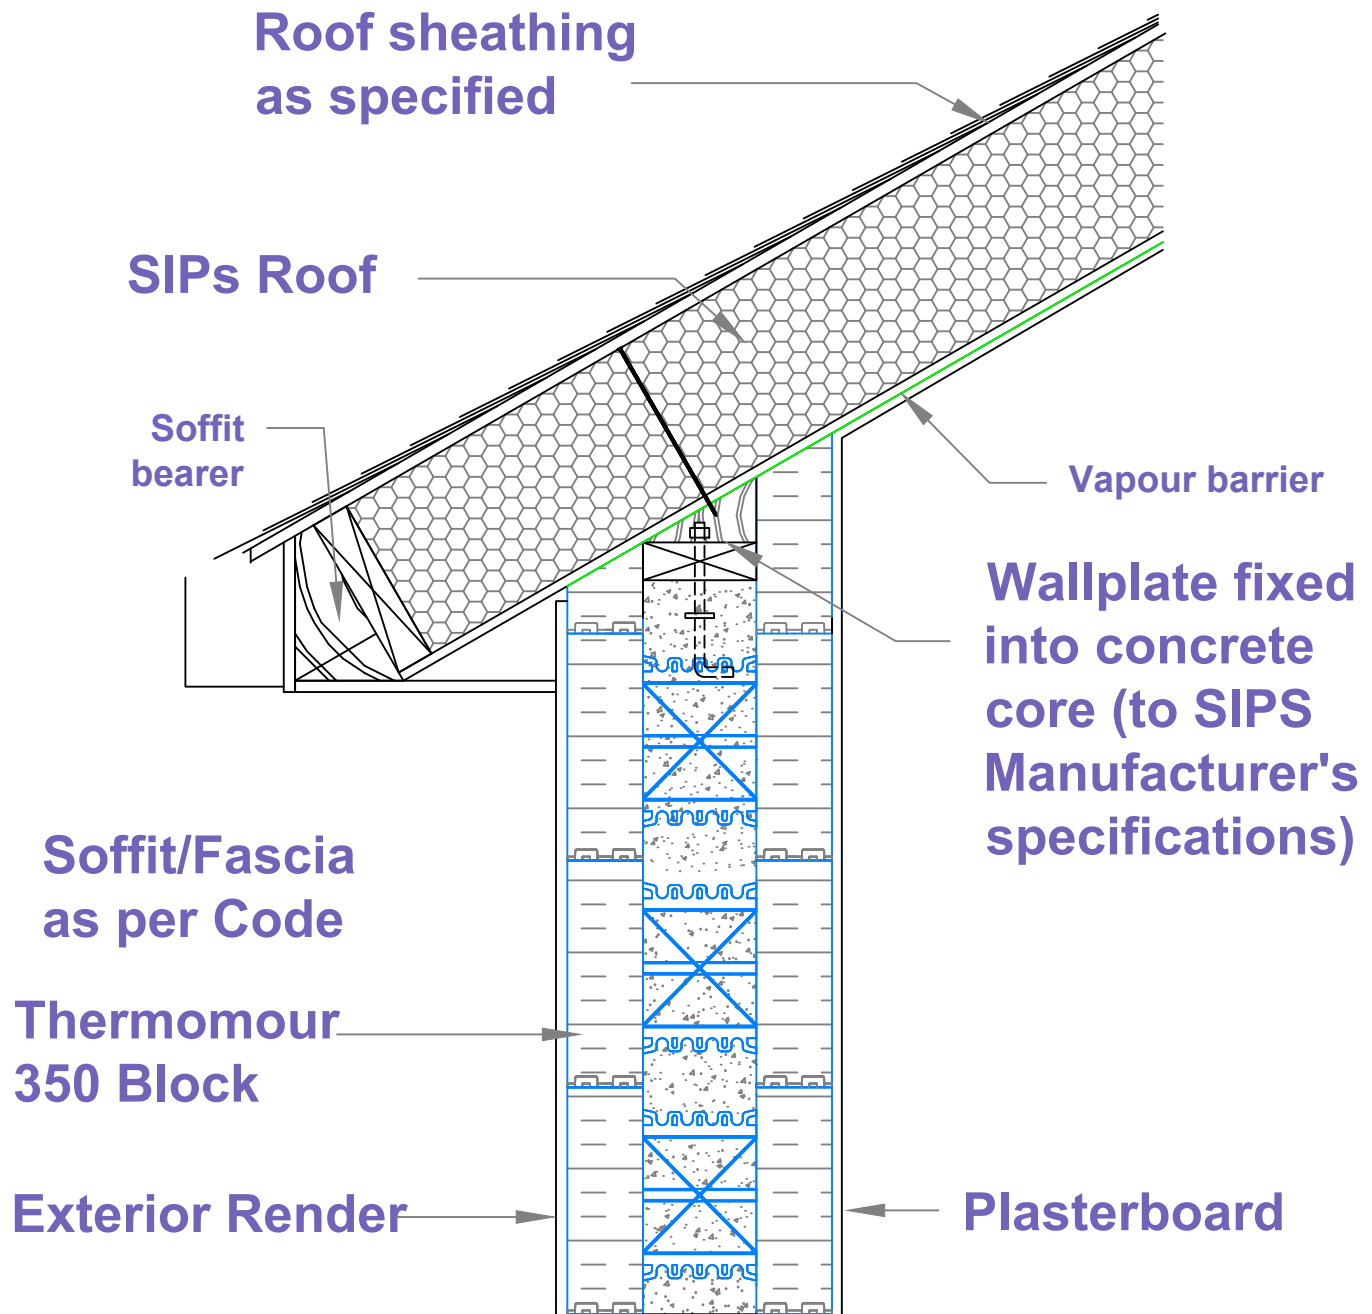 Roof sheathing
as specified
SIPs Roof
Soffit
bearer
Vapour barrier
Wallplate fixed
into concrete
core (to SIPS
Manufacturer's
specifications)
Soffit/Fascia
as per Code
Thermomour
350 Block
Exterior Render
Plasterboard